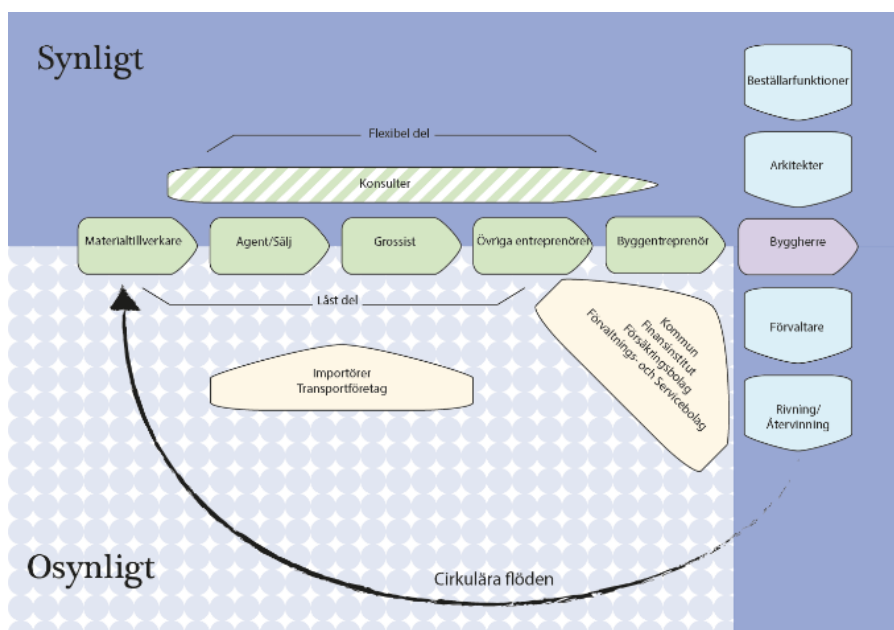 Synligt
Beställarfunktioner
Flexibel del
Arkitekter
Konsulter
Materialtillverkare
Agent/Sälj
Grossist
Övriga entreprenörer
Byggentreprenör
Byggherre
Låst del
Kommun
Finansinstitut
Försäkringsbolag
Förvaltnings- och Servicebolag
Förvaltare
Importörer
Transportföretag
Rivning/
Återvinning
Osynligt
Cirkulära flöden